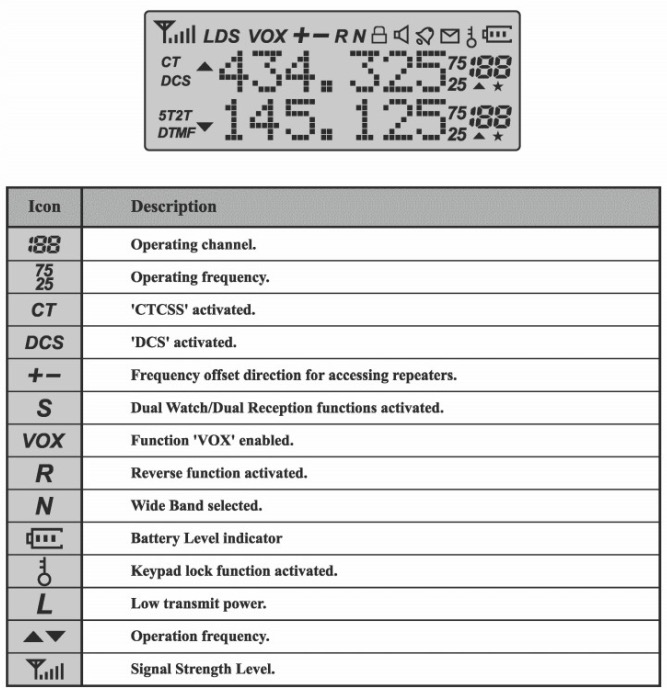 LDS VOX + - R N
CT
DCS
434.325
75
25
188
5T2T
DTMF
145.125
75
25
188
Icon Description
188 Operating channel.
75
25
Operating frequency.
CT 'CTCSS' activated.
DCS 'DCS' activated.
+- Frequency offset direction for accessing repeaters.
S Dual Watch/Dual Reception functions activated.
VOX Function 'VOX' enabled.
R Reverse function activated.
N Wide Band selected.
Battery Level indicator
Keypad lock function activated.
L Low transmit power.
▲▼ Operation frequency.
Signal Strength Level.